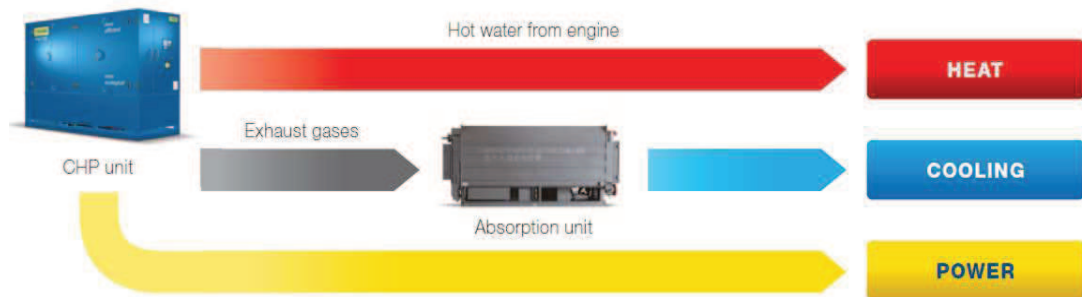 Hot water from engine
HEAT
Exhaust gases
CHP unit
COOLING
Absorption unit
POWER